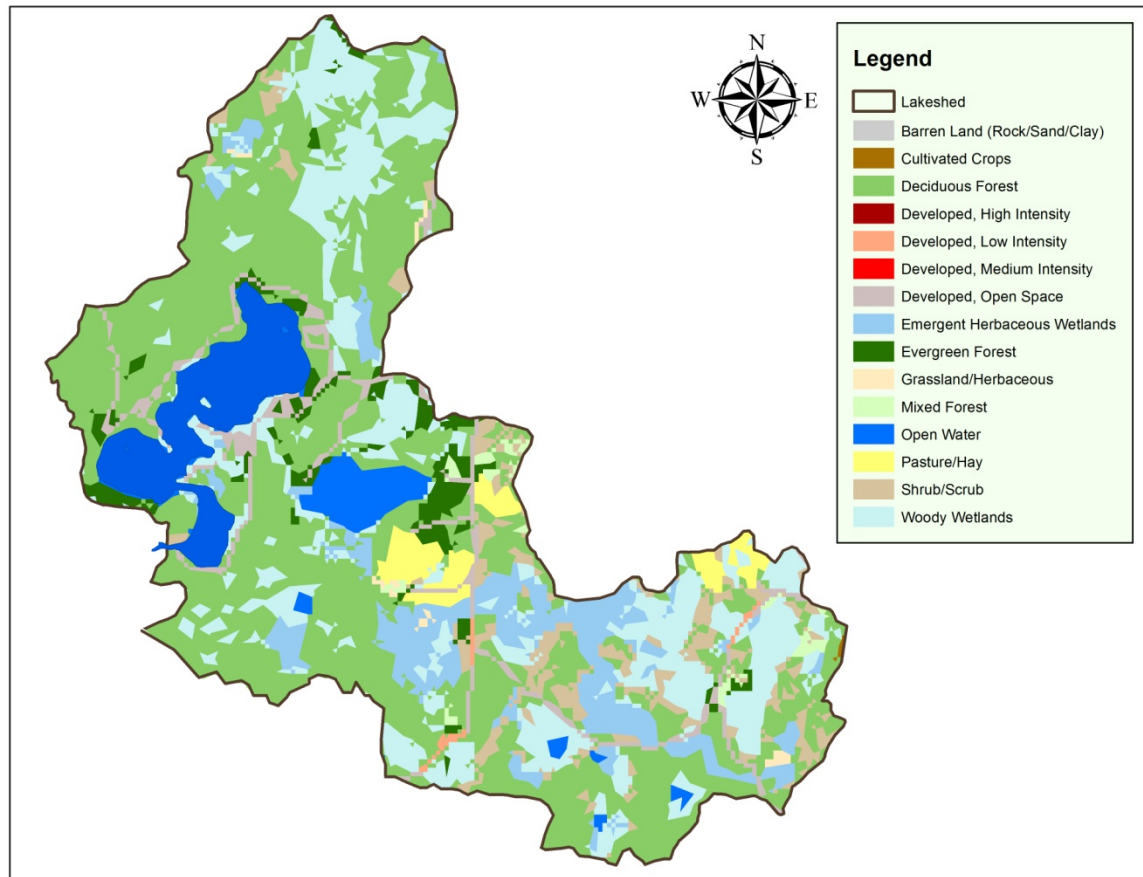 N
W E
S
Legend
Lakeshed
Barren Land (Rock/Sand/Clay)
Cultivated Crops
Deciduous Forest
Developed, High Intensity
Developed, Low Intensity
Developed, Medium Intensity
Developed, Open Space
Emergent Herbaceous Wetlands
Evergreen Forest
Grassland/Herbaceous
Mixed Forest
Open Water
Pasture/Hay
Shrub/Scrub
Woody Wetlands